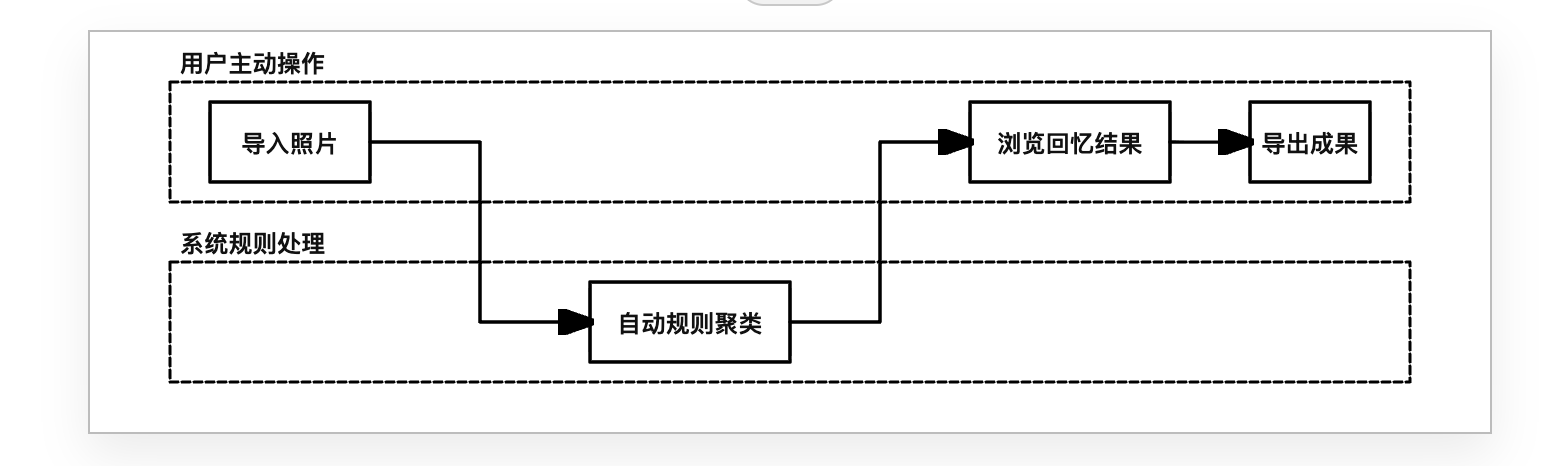 用户主动操作
导入照片
浏览回忆结果
导出成果
系统规则处理
自动规则聚类